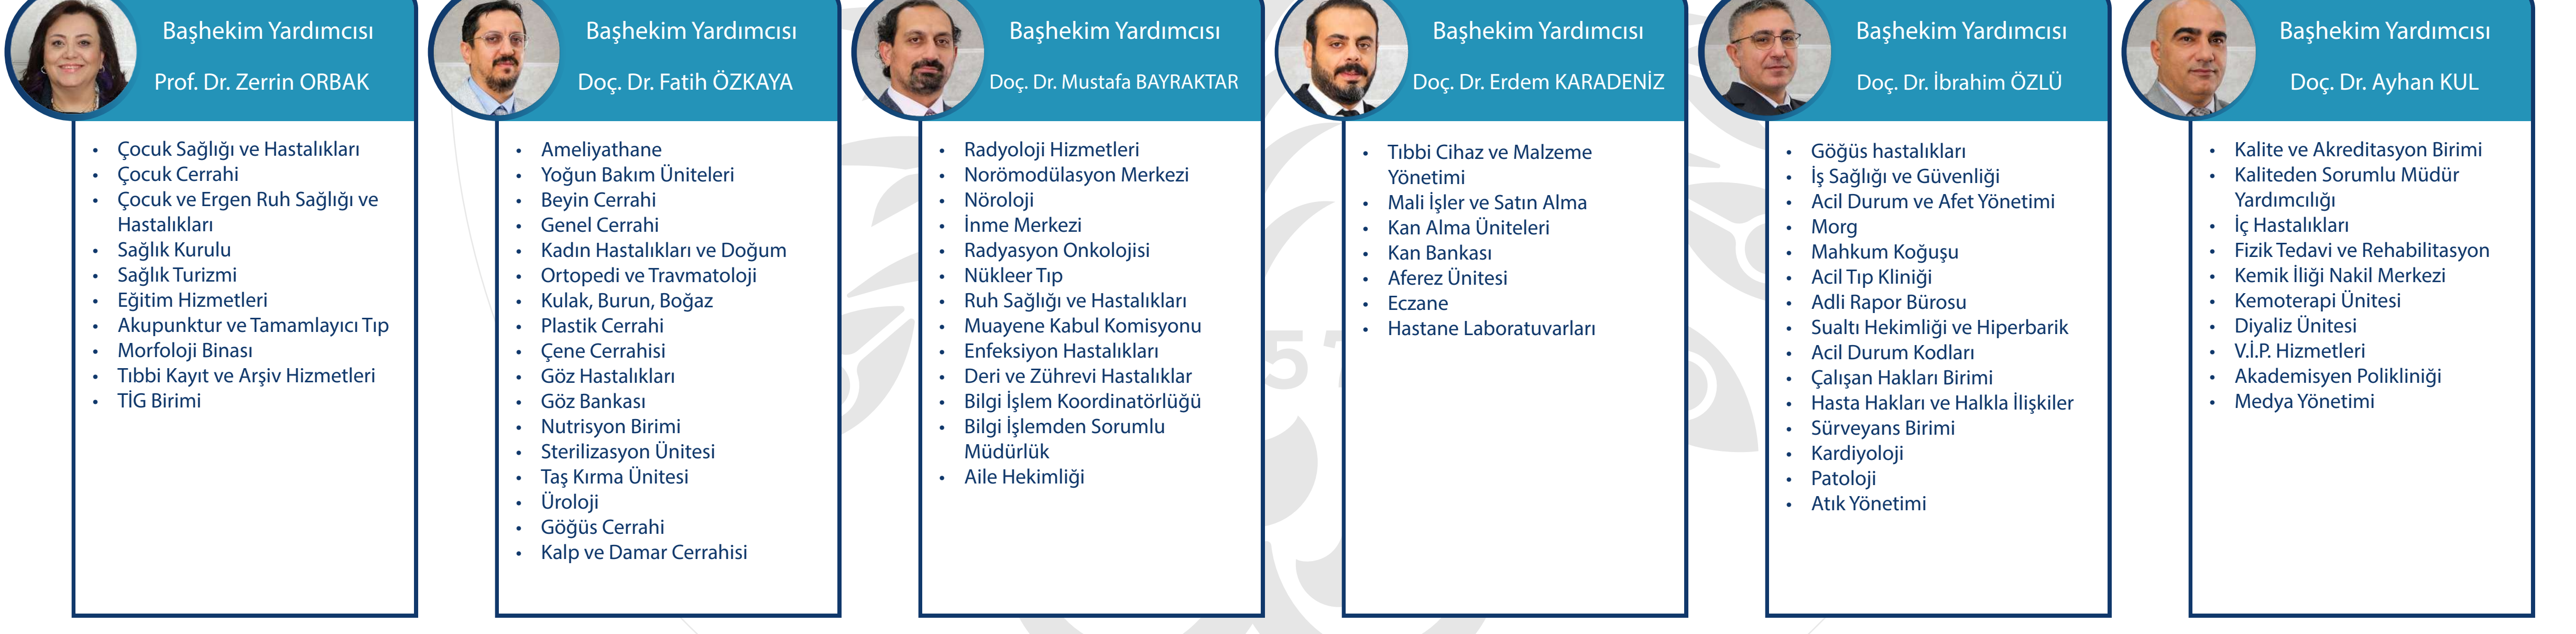 Başhekim Yardımcısı
Prof. Dr. Zerrin ORBAK
• Çocuk Sağlığı ve Hastalıkları
• Çocuk Cerrahi
• Çocuk ve Ergen Ruh Sağlığı ve
Hastalıkları
• Sağlık Kurulu
• Sağlık Turizmi
• Eğitim Hizmetleri
• Akupunktur ve Tamamlayıcı Tıp
• Morfoloji Binası
• Tıbbi Kayıt ve Arşiv Hizmetleri
• TİG Birimi
Başhekim Yardımcısı
Doç. Dr. Fatih ÖZKAYA
• Ameliyathane
• Yoğun Bakım Üniteleri
• Beyin Cerrahi
• Genel Cerrahi
• Kadın Hastalıkları ve Doğum
• Ortopedi ve Travmatoloji
• Kulak, Burun, Boğaz
• Plastik Cerrahi
• Çene Cerrahisi
• Göz Hastalıkları
• Göz Bankası
• Nutrisyon Birimi
• Sterilizasyon Ünitesi
• Taş Kırma Ünitesi
• Üroloji
• Göğüs Cerrahi
• Kalp ve Damar Cerrahisi
Başhekim Yardımcısı
Doç. Dr. Mustafa BAYRAKTAR
• Radyoloji Hizmetleri
• Norömodülasyon Merkezi
• Nöroloji
• İnme Merkezi
• Radyasyon Onkolojisi
• Nükleer Tıp
• Ruh Sağlığı ve Hastalıkları
• Muayene Kabul Komisyonu
• Enfeksiyon Hastalıkları
• Deri ve Zührevi Hastalıklar
• Bilgi İşlem Koordinatörlüğü
• Bilgi İşlemden Sorumlu
Müdürlük
• Aile Hekimliği
Başhekim Yardımcısı
Doç. Dr. Erdem KARADENİZ
• Tıbbi Cihaz ve Malzeme
Yönetimi
• Mali İşler ve Satın Alma
• Kan Alma Üniteleri
• Kan Bankası
• Aferez Ünitesi
• Eczane
• Hastane Laboratuvarları
Başhekim Yardımcısı
Doç. Dr. İbrahim ÖZLÜ
• Göğüs hastalıkları
• İş Sağlığı ve Güvenliği
• Acil Durum ve Afet Yönetimi
• Morg
• Mahkum Koğuşu
• Acil Tıp Kliniği
• Adli Rapor Bürosu
• Sualtı Hekimliği ve Hiperbarik
• Acil Durum Kodları
• Çalışan Hakları Birimi
• Hasta Hakları ve Halkla İlişkiler
• Sürveyans Birimi
• Kardiyoloji
• Patoloji
• Atık Yönetimi
Başhekim Yardımcısı
Doç. Dr. Ayhan KUL
• Kalite ve Akreditasyon Birimi
• Kaliteden Sorumlu Müdür
Yardımcılığı
• İç Hastalıkları
• Fizik Tedavi ve Rehabilitasyon
• Kemik İliği Nakil Merkezi
• Kemoterapi Ünitesi
• Diyaliz Ünitesi
• V.İ.P. Hizmetleri
• Akademisyen Polikliniği
• Medya Yönetimi